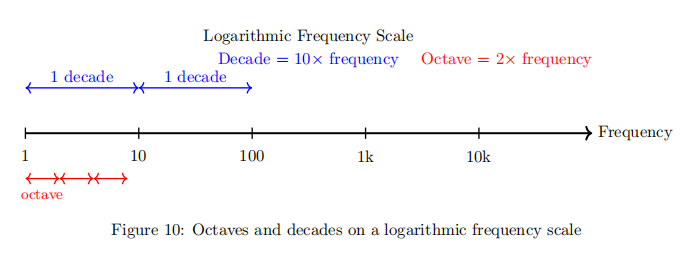 Logarithmic Frequency Scale
Decade = 10× frequency Octave = 2× frequency
1 decade 1 decade
Frequency
1 10 100 1k 10k
octave
Figure 10: Octaves and decades on a logarithmic frequency scale